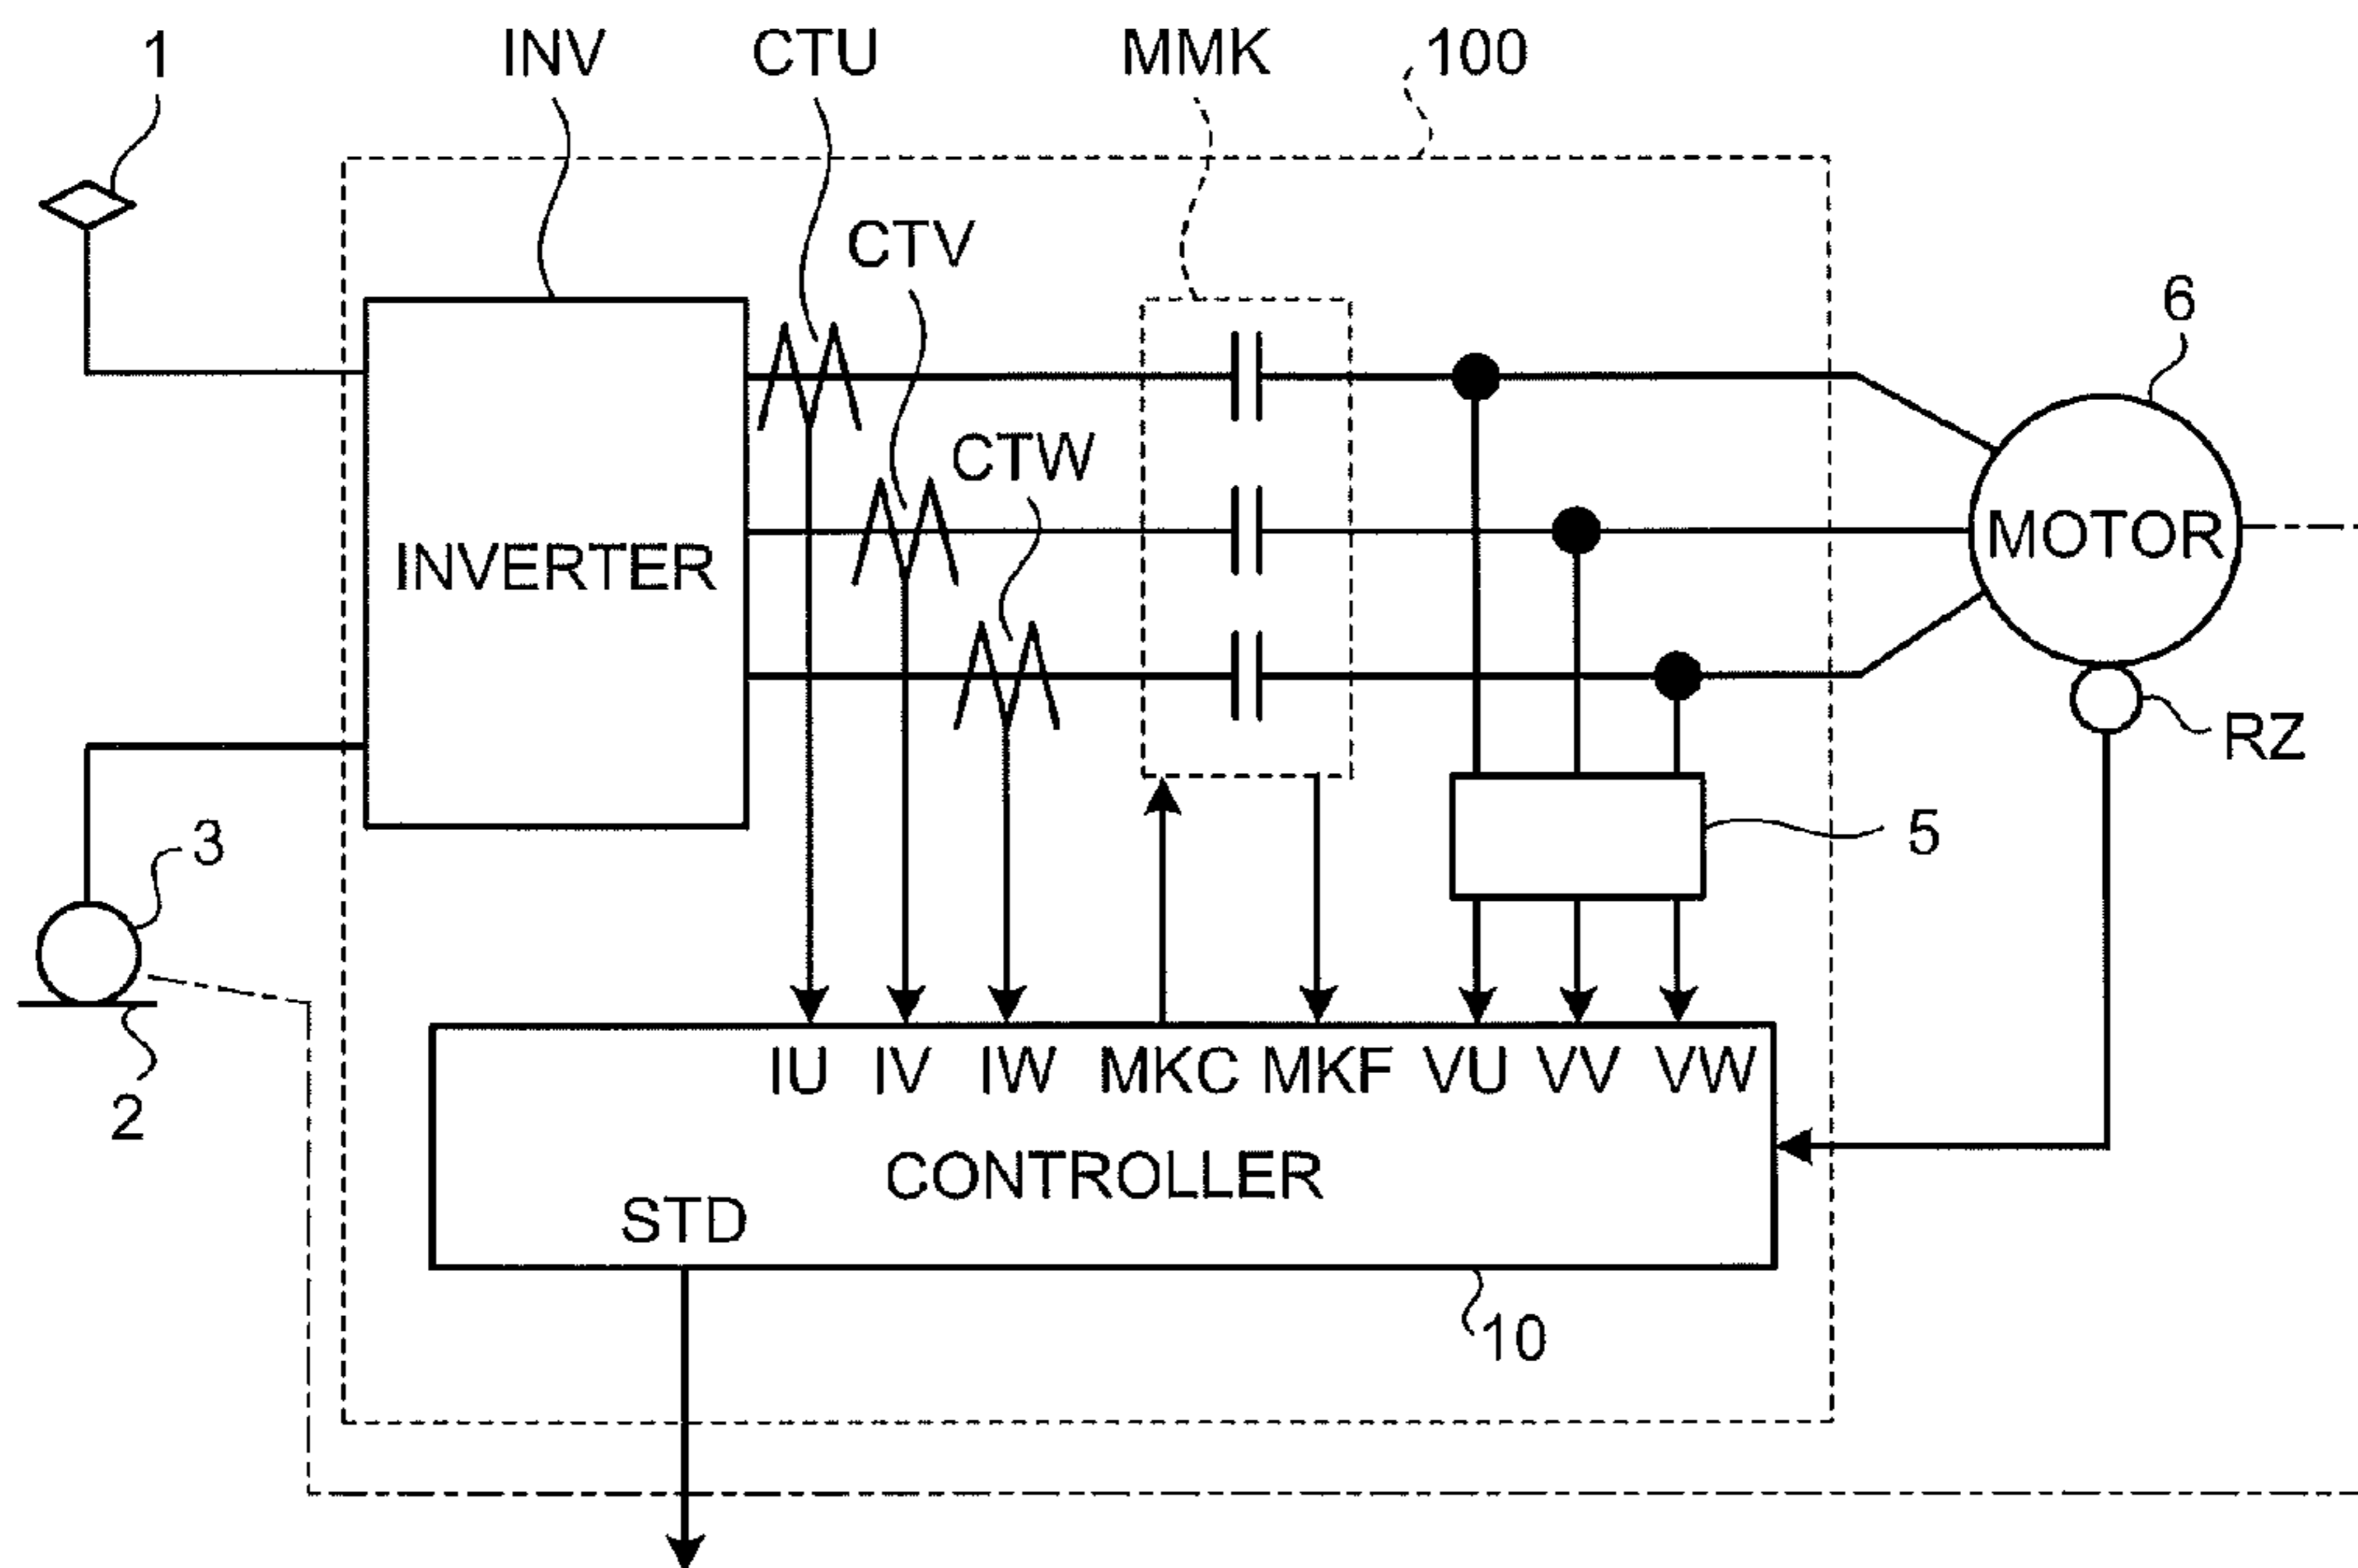 1
INV
CTU
MMK
100
CTV
6
CTW
INVERTER
MOTOR
RZ
3
5
2
IU IV IW MKC MKF VU VV VW
CONTROLLER
STD
10